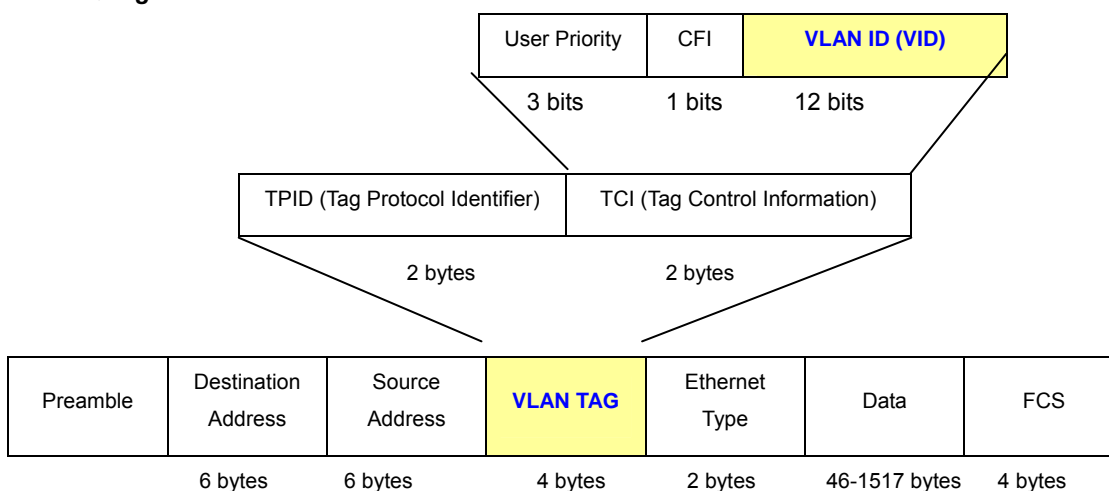 User Priority CFI VLAN ID (VID)
3 bits 1 bits 12 bits
TPID (Tag Protocol Identifier) TCI (Tag Control Information)
2 bytes 2 bytes
Preamble Destination Address Source Address VLAN TAG Ethernet Type Data FCS
6 bytes 6 bytes 4 bytes 2 bytes 46-1517 bytes 4 bytes